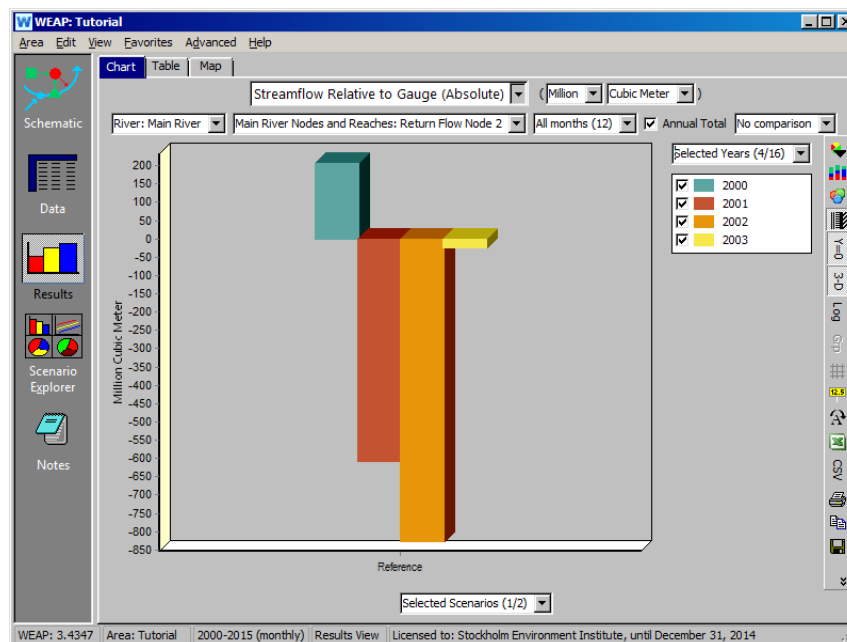 WEAP: Tutorial
Area Edit View Favorites Advanced Help
Chart Table Map
Streamflow Relative to Gauge (Absolute) ( Million Cubic Meter )
River: Main River Main River Nodes and Reaches: Return Flow Node 2 All months (12) Annual Total No comparison
Selected Years (4/16)
2000
2001
2002
2003
Schematic
Data
Results
Scenario
Explorer
Notes
Million Cubic Meter
200
150
100
50
0
-50
-100
-150
-200
-250
-300
-350
-400
-450
-500
-550
-600
-650
-700
-750
-800
-850
Reference
Selected Scenarios (1/2)
Y=0
3-D
Log
Grp
12.5
A
CSV
WEAP: 3.4347 Area: Tutorial 2000-2015 (monthly) Results View Licensed to: Stockholm Environment Institute, until December 31, 2014